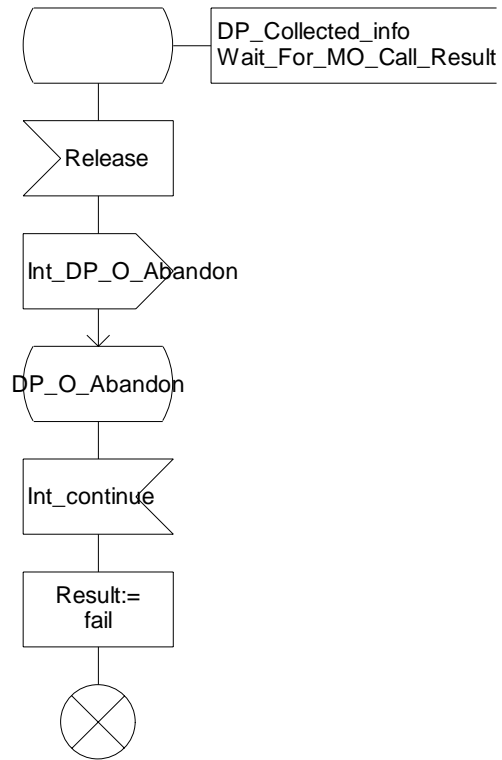 DP_Collected_info
Wait_For_MO_Call_Result
Release
Int_DP_O_Abandon
DP_O_Abandon
Int_continue
Result:=
fail